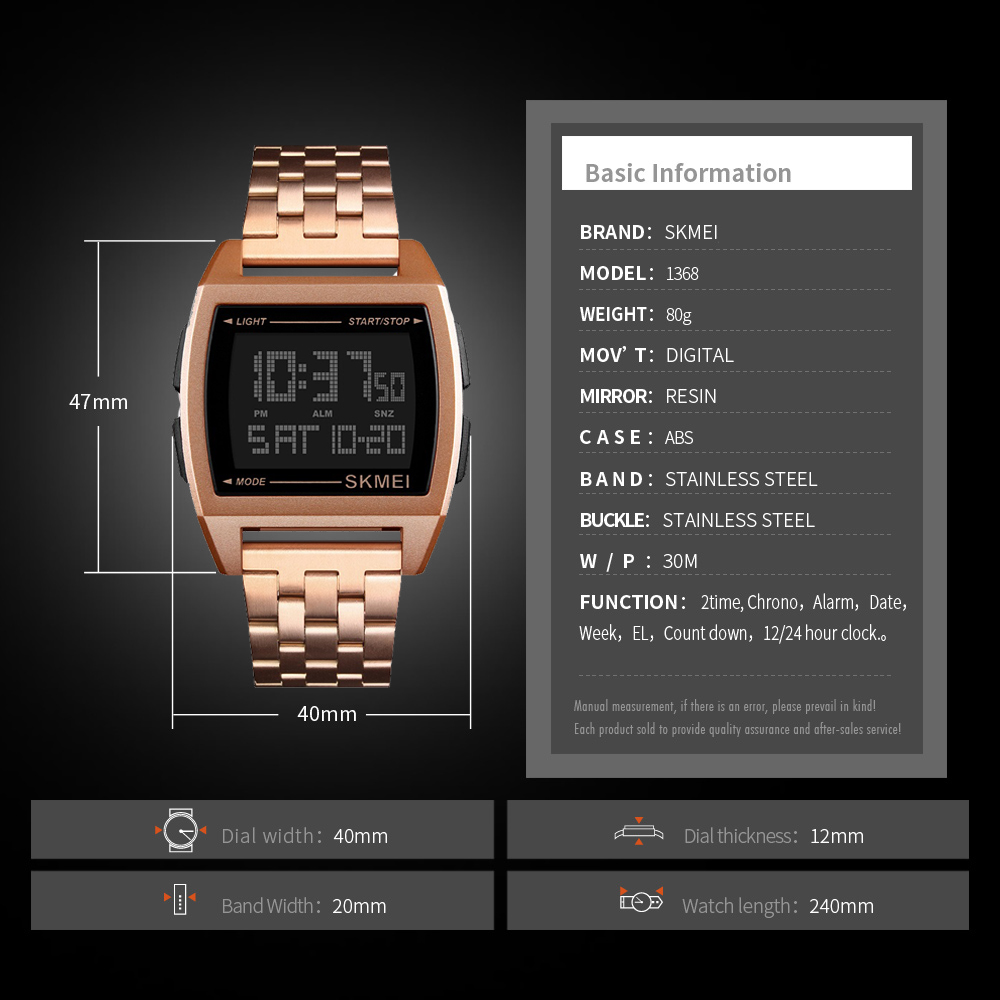 ◄ LIGHT START/STOP ►
10:37 50
PM ALM SNZ
SAT 10-20
◄ MODE SKMEI
47mm
40mm
Basic Information
BRAND： SKMEI
MODEL： 1368
WEIGHT： 80g
MOV’ T： DIGITAL
MIRROR： RESIN
CASE： ABS
BAND： STAINLESS STEEL
BUCKLE： STAINLESS STEEL
W / P： 30M
FUNCTION： 2time, Chrono，Alarm，Date，
Week，EL，Count down，12/24 hour clock.。
Manual measurement, if there is an error, please prevail in kind!
Each product sold to provide quality assurance and after-sales service!
Dial width： 40mm
Dial thickness： 12mm
Band Width： 20mm
Watch length： 240mm